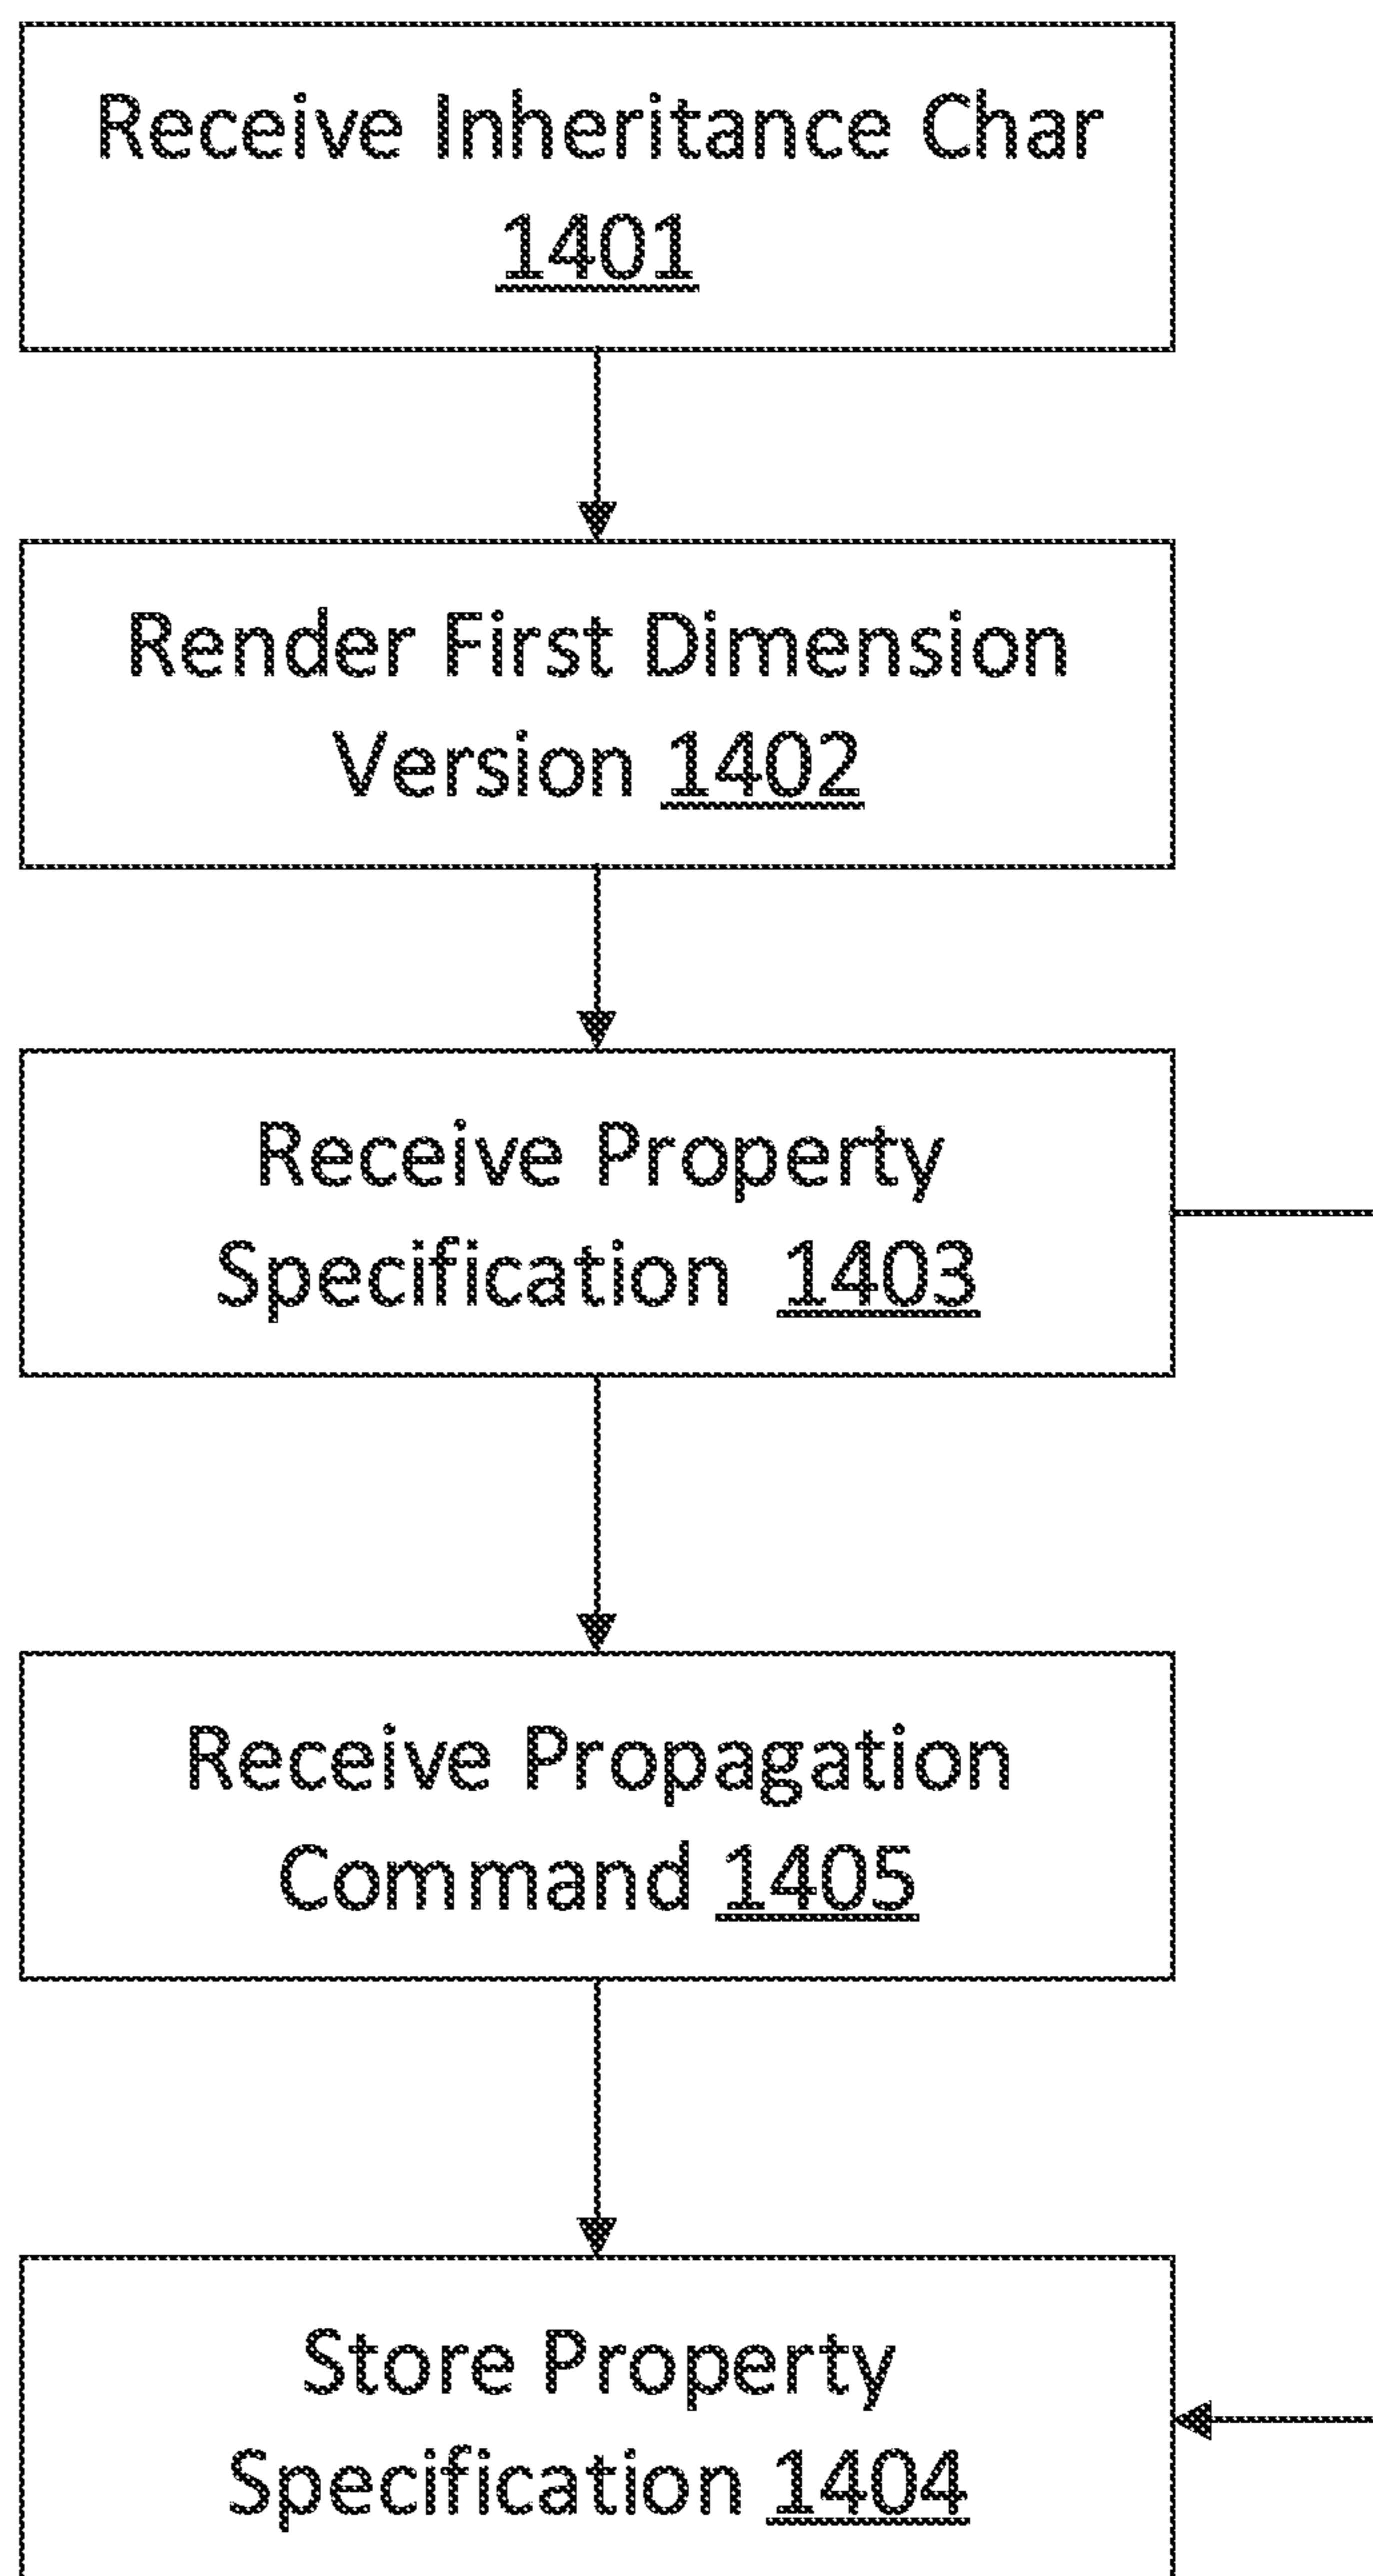 Receive Inheritance Char
1401
Render First Dimension
Version 1402
Receive Property
Specification 1403
Receive Propagation
Command 1405
Store Property
Specification 1404